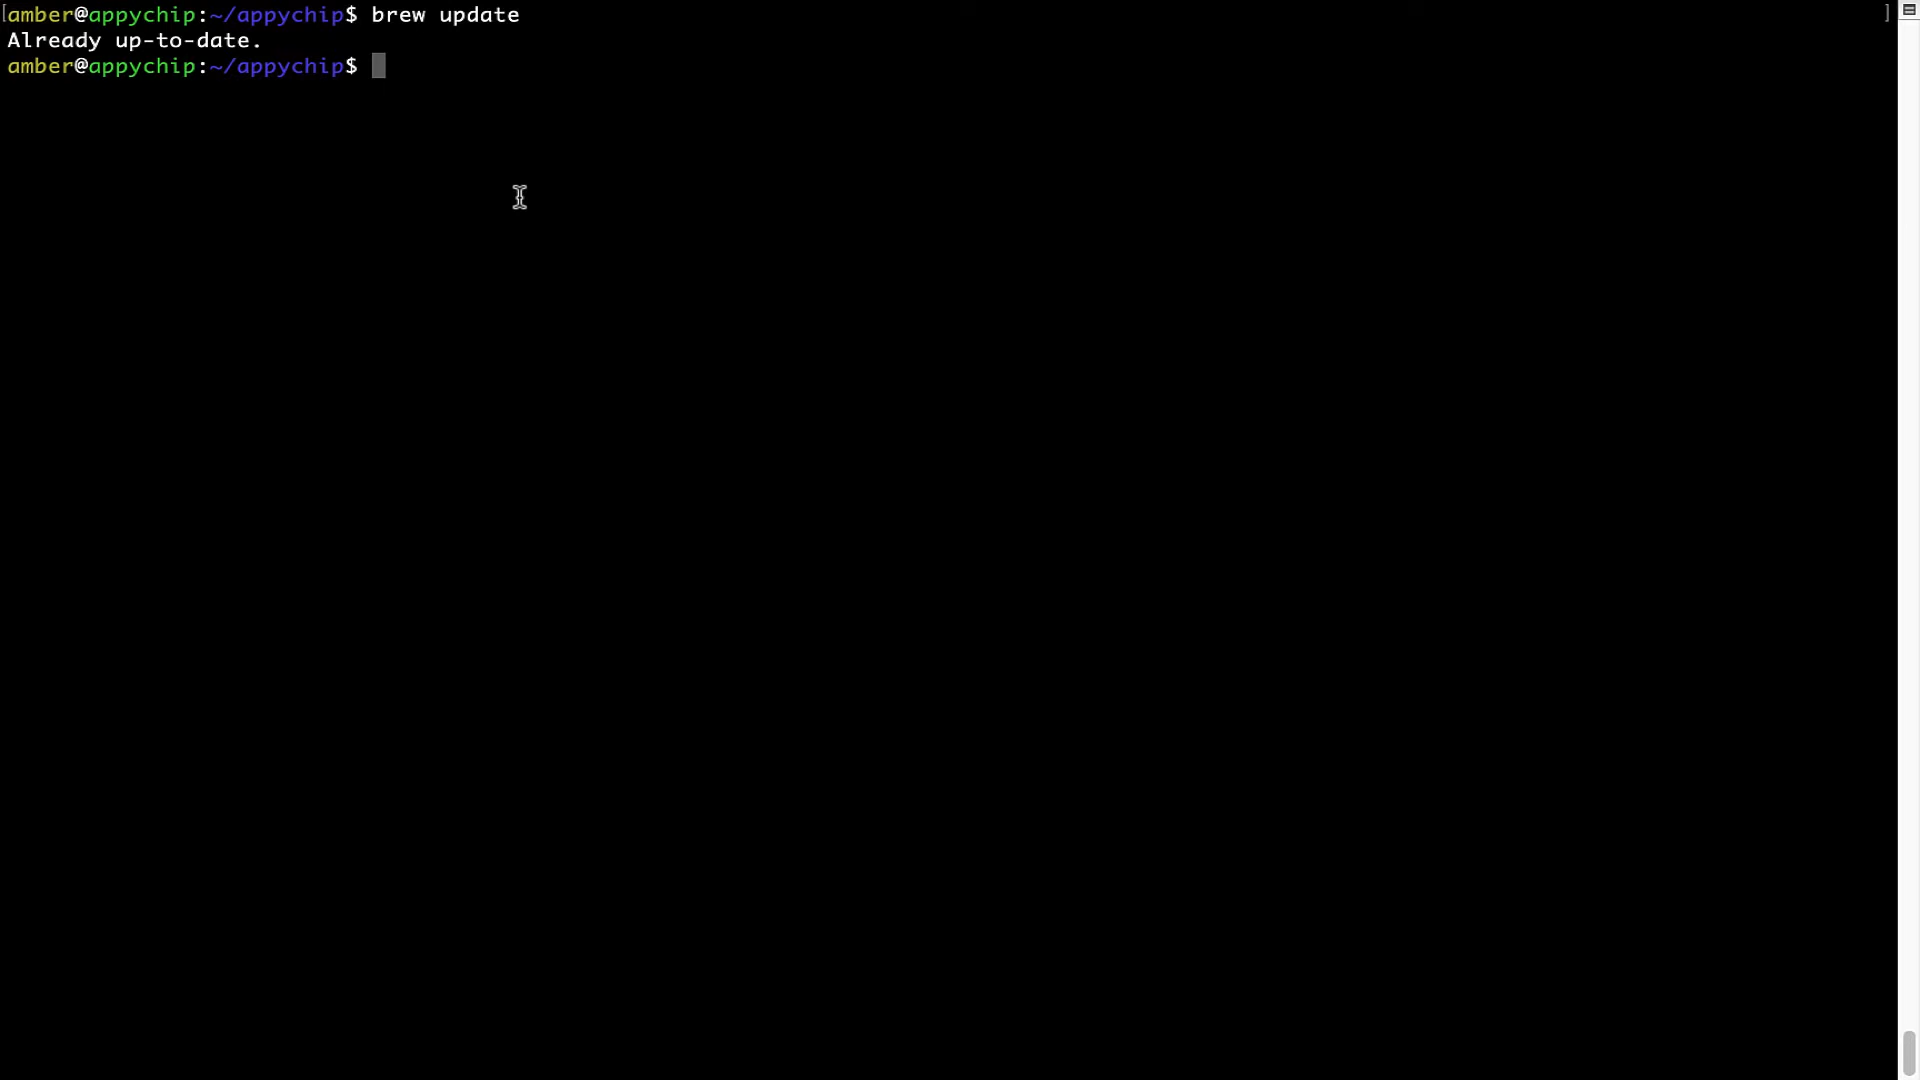 [amber@appychip:~/appychip$ brew update ]
Already up-to-date.
amber@appychip:~/appychip$